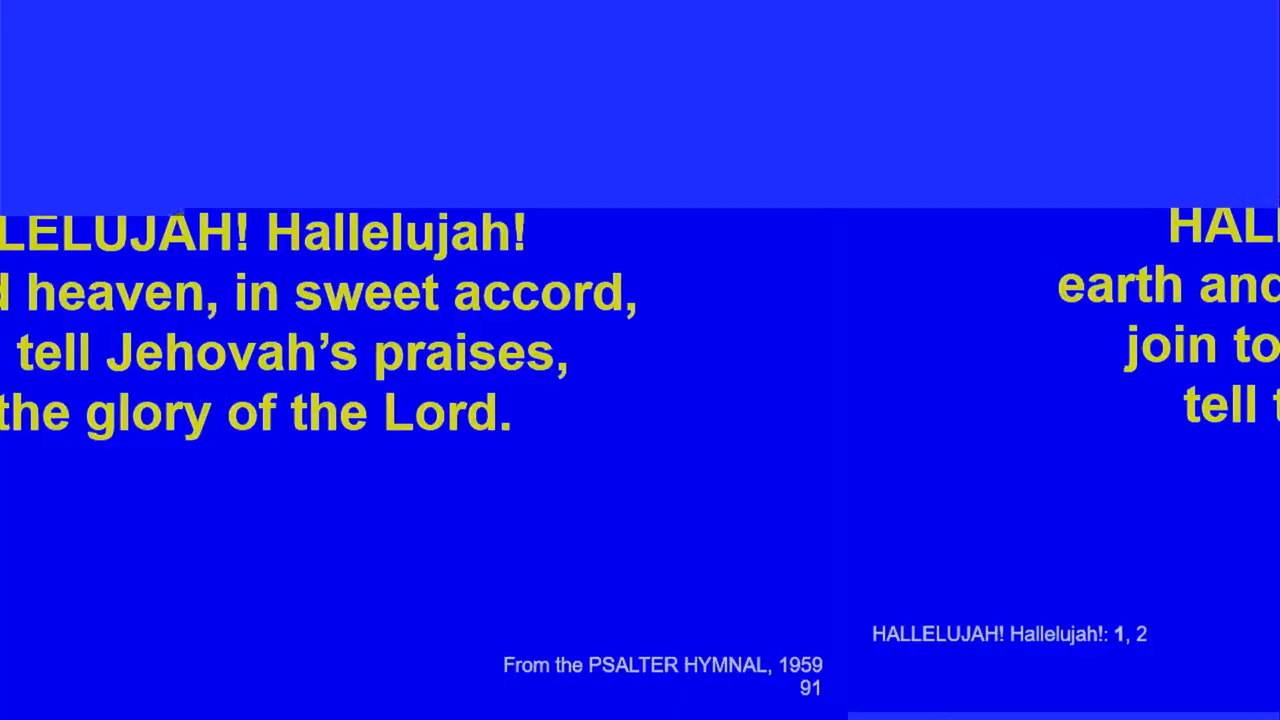 LELUJAH! Hallelujah!
heaven, in sweet accord,
tell Jehovah’s praises,
the glory of the Lord.
From the PSALTER HYMNAL, 1959
91
HAL
earth and
join to
tell
HALLELUJAH! Hallelujah!: 1, 2